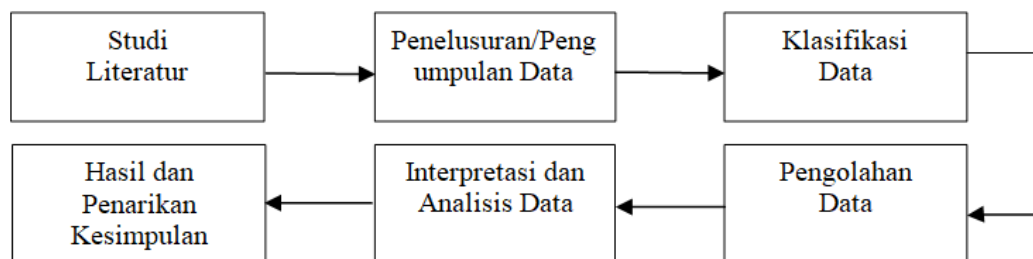 Studi
Literatur
Penelusuran/Peng
umpulan Data
Klasifikasi
Data
Pengolahan
Data
Interpretasi dan
Analisis Data
Hasil dan
Penarikan
Kesimpulan